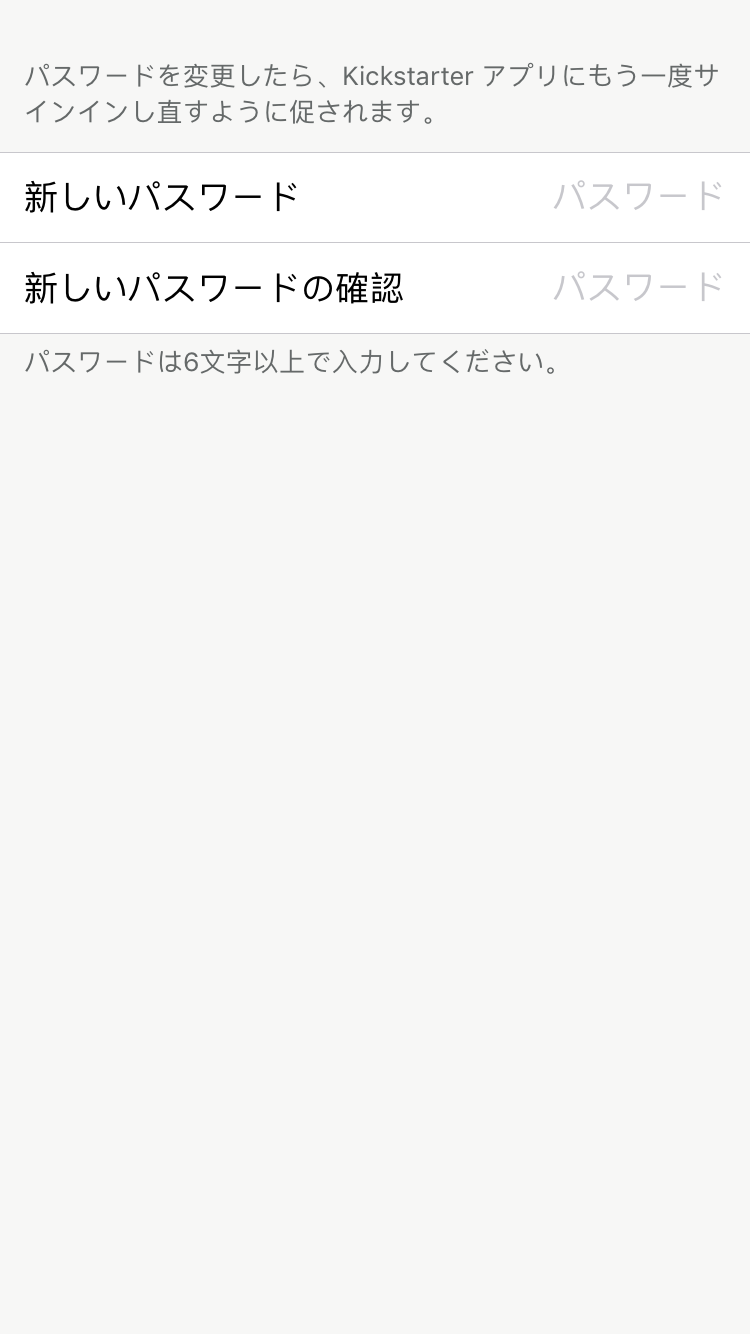 パスワードを変更したら、Kickstarter アプリにもう一度サ
インインし直すように促されます。
新しいパスワード パスワード
新しいパスワードの確認 パスワード
パスワードは6文字以上で入力してください。